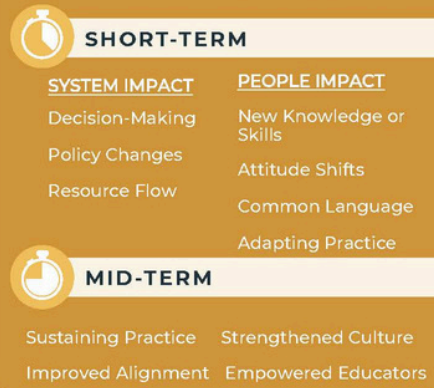 SHORT-TERM
SYSTEM IMPACT
Decision-Making
Policy Changes
Resource Flow
PEOPLE IMPACT
New Knowledge or
Skills
Attitude Shifts
Common Language
Adapting Practice
MID-TERM
Sustaining Practice
Strengthened Culture
Improved Alignment
Empowered Educators